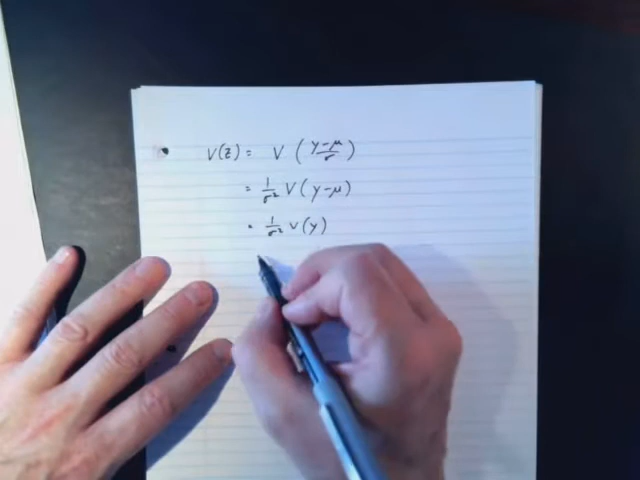 • V(z) = V (y-μ/σ)
= 1/σ² V(y-μ)
= 1/σ² V(y)